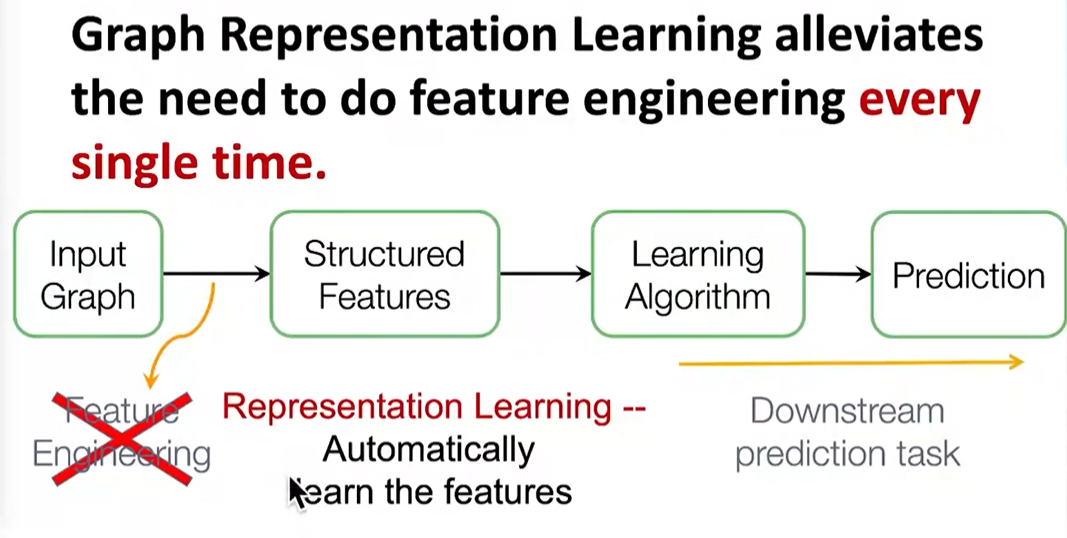 Graph Representation Learning alleviates
the need to do feature engineering every
single time.
Input
Graph
Structured
Features
Learning
Algorithm
Prediction
Feature
Engineering
Representation Learning --
Automatically
learn the features
Downstream
prediction task